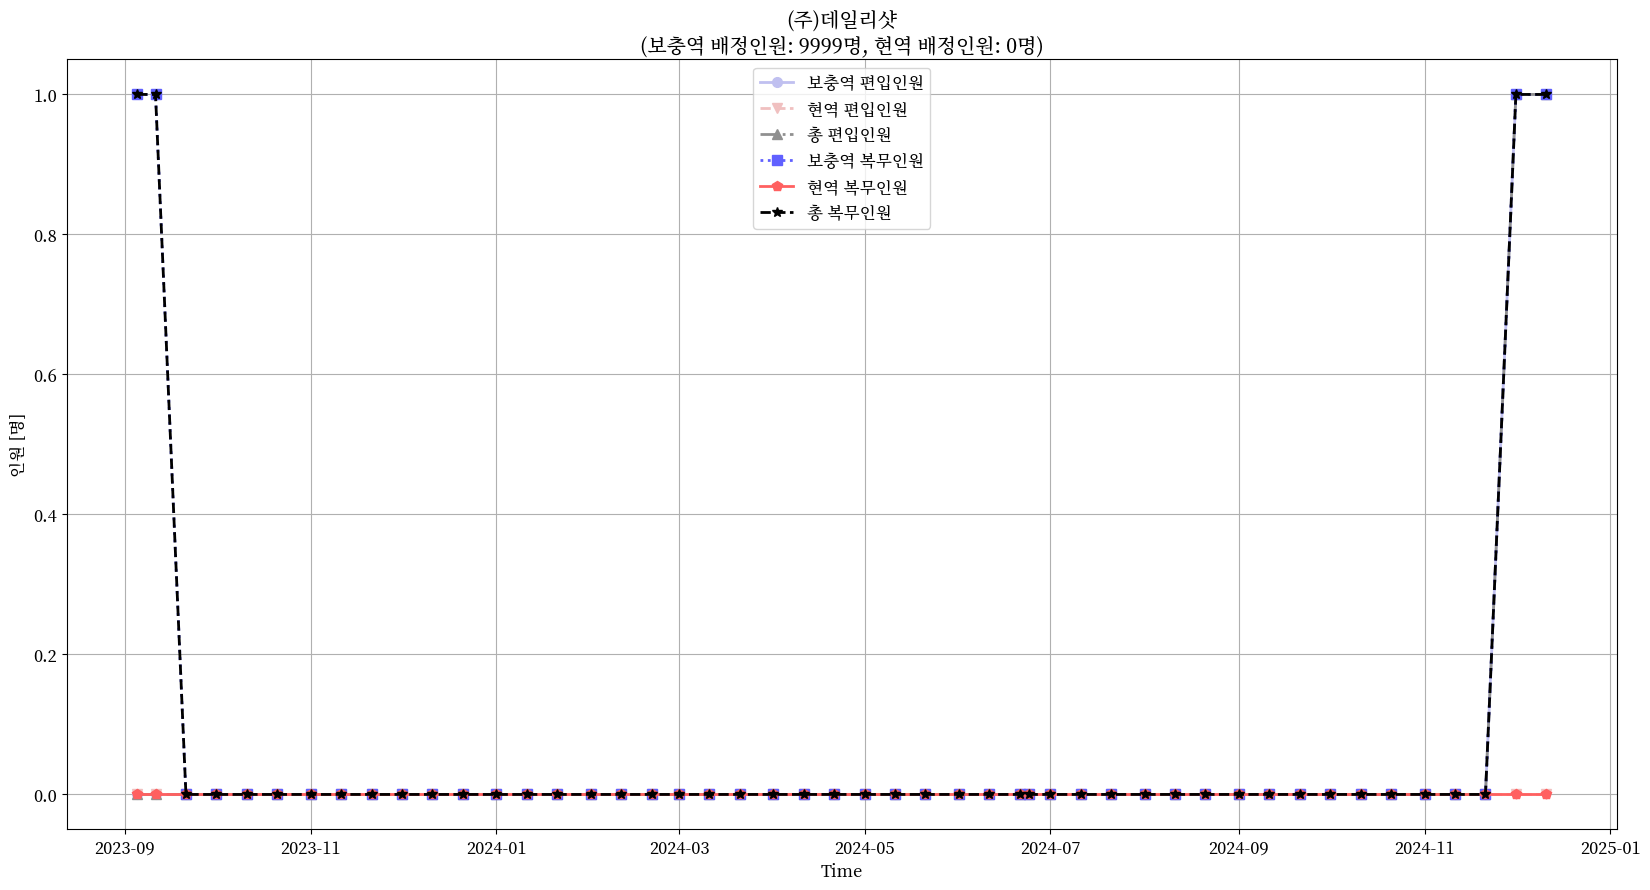 (주)데일리샷
(보충역 배정인원: 9999명, 현역 배정인원: 0명)
보충역 편입인원
현역 편입인원
총 편입인원
보충역 복무인원
현역 복무인원
총 복무인원
인원 [명]
1.0
0.8
0.6
0.4
0.2
0.0
2023-09
2023-11
2024-01
2024-03
2024-05
2024-07
2024-09
2024-11
2025-01
Time